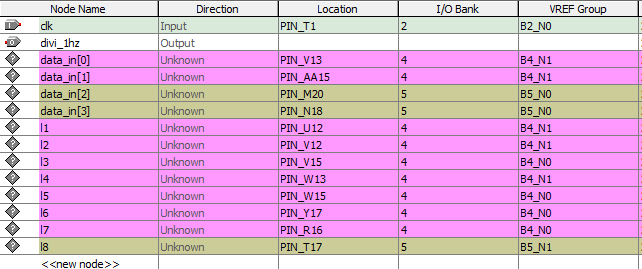 Node Name Direction Location I/O Bank VREF Group
clk Input PIN_T1 2 B2_N0
divi_1hz Output
data_in[0] Unknown PIN_V13 4 B4_N1
data_in[1] Unknown PIN_AA15 4 B4_N1
data_in[2] Unknown PIN_M20 5 B5_N0
data_in[3] Unknown PIN_N18 5 B5_N0
l1 Unknown PIN_U12 4 B4_N1
l2 Unknown PIN_V12 4 B4_N1
l3 Unknown PIN_V15 4 B4_N0
l4 Unknown PIN_W13 4 B4_N1
l5 Unknown PIN_W15 4 B4_N0
l6 Unknown PIN_Y17 4 B4_N0
l7 Unknown PIN_R16 4 B4_N0
l8 Unknown PIN_T17 5 B5_N1
<<new node>>